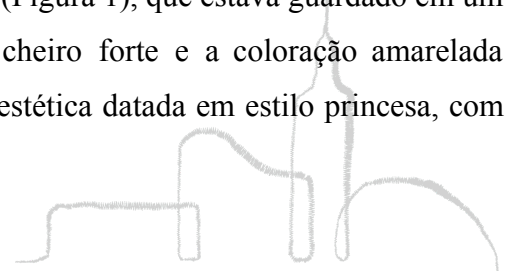 (Figura 1), que estava guardado em um
cheiro forte e a coloração amarelada
estética datada em estilo princesa, com